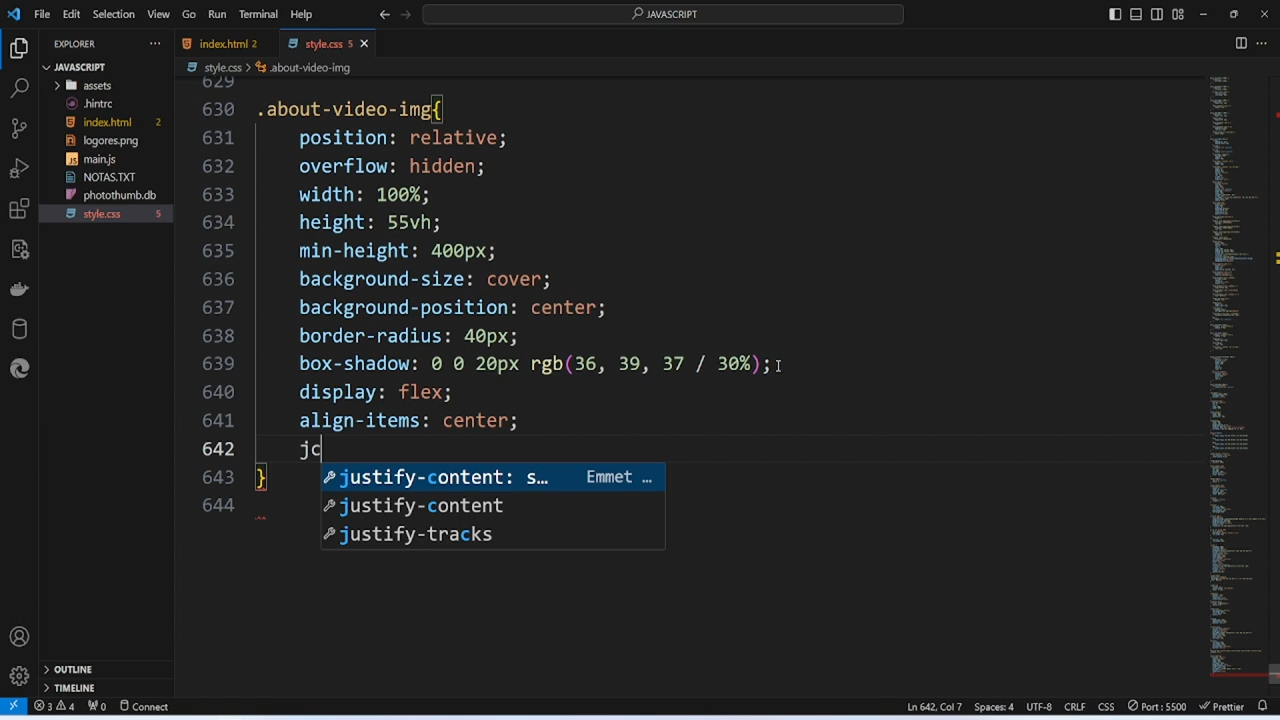 File Edit Selection View Go Run Terminal Help
JAVASCRIPT
EXPLORER
index.html 2
style.css 5
JAVASCRIPT
assets
.hintrc
index.html 2
logores.png
main.js
NOTAS.TXT
photothumb.db
style.css 5
OUTLINE
TIMELINE
style.css > .about-video-img
629
630 .about-video-img{
631 position: relative;
632 overflow: hidden;
633 width: 100%;
634 height: 55vh;
635 min-height: 400px;
636 background-size: cover;
637 background-position: center;
638 border-radius: 40px;
639 box-shadow: 0 0 20px rgb(36, 39, 37 / 30%);
640 display: flex;
641 align-items: center;
642 jc
justify-content: s… Emmet …
justify-content
justify-tracks
643 }
644
3 4 0 Connect
Ln 642, Col 7 Spaces: 4 UTF-8 CRLF CSS Port : 5500 Prettier